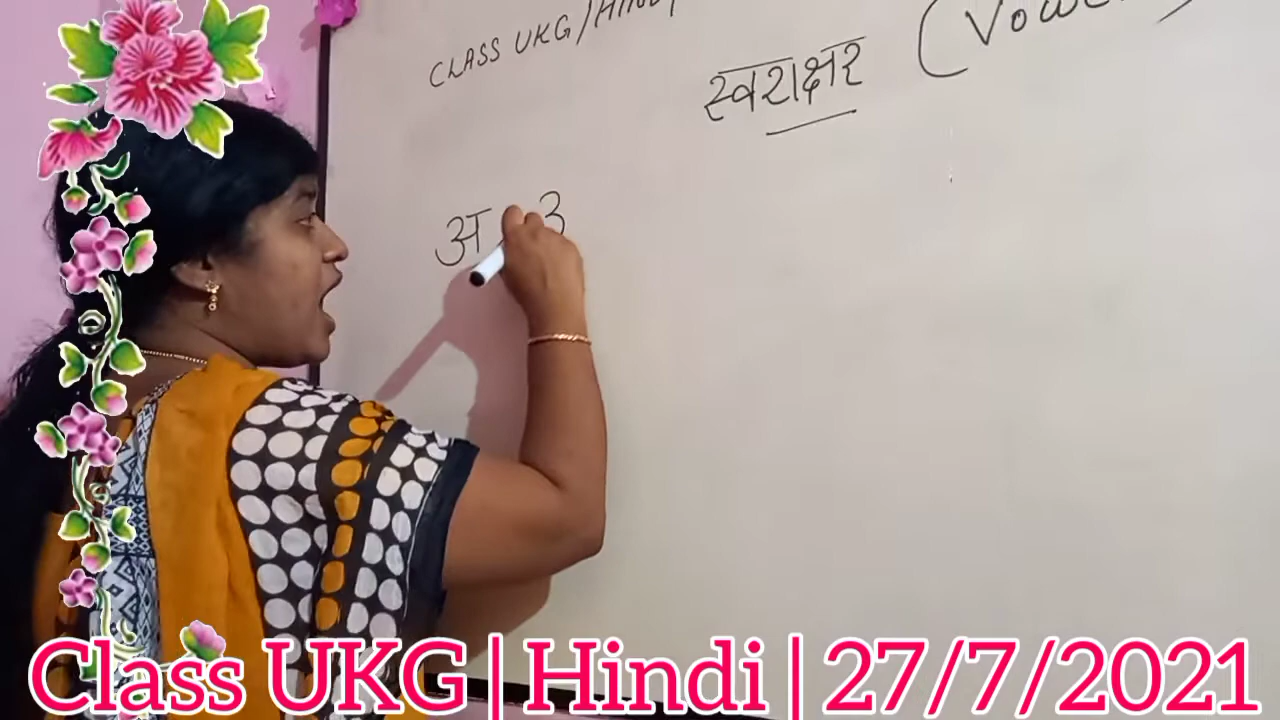 CLASS UKG/HINDI
स्वराक्षर (Vowel
अ, उ
Class UKG|Hindi|27/7/2021